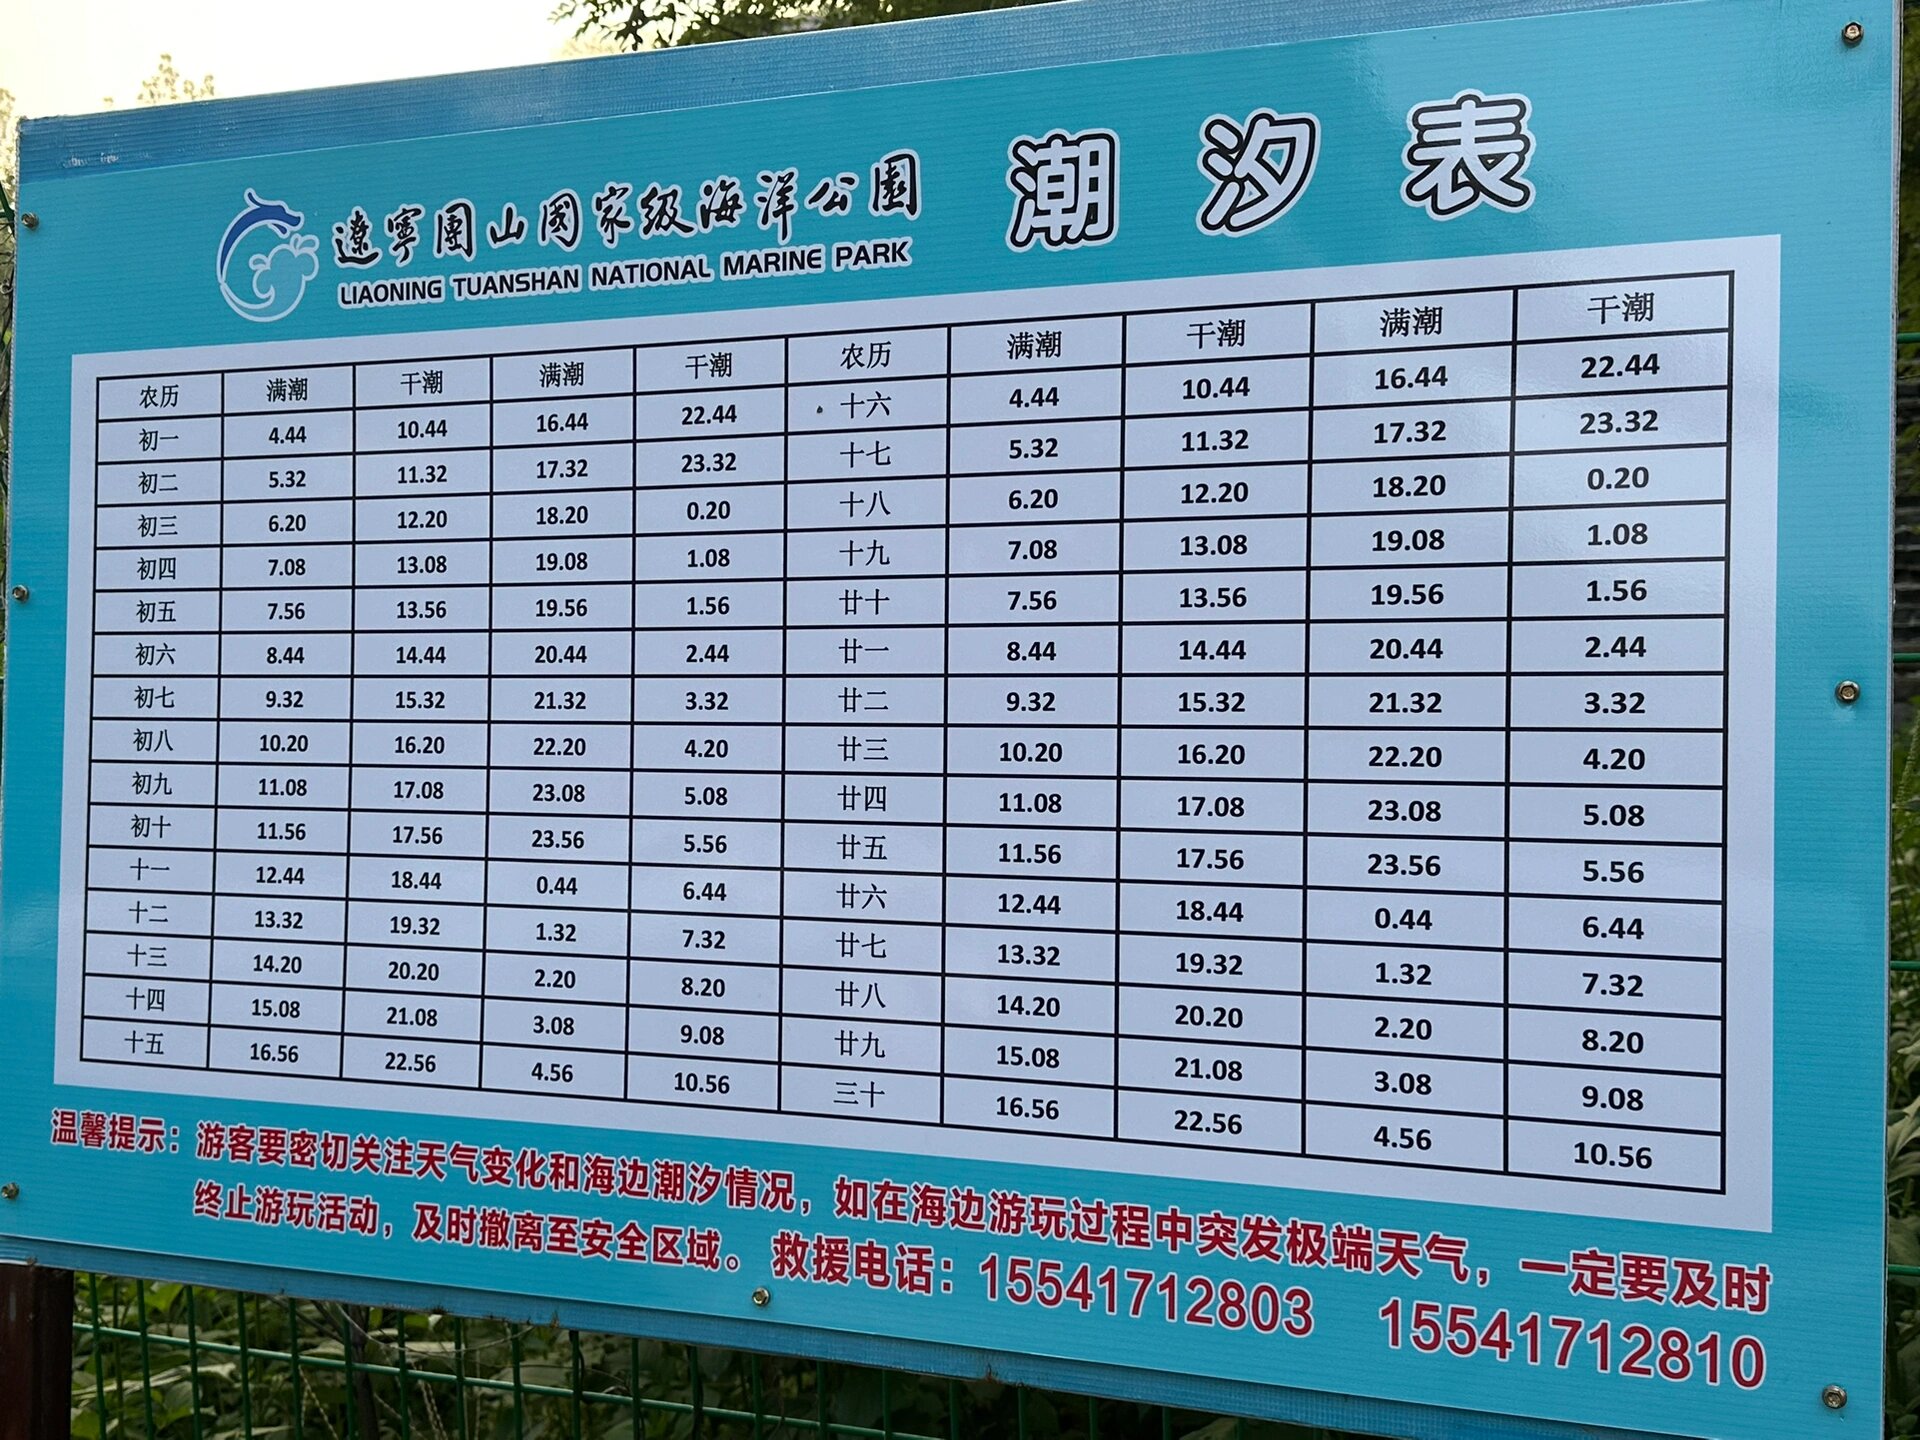 遼寧團山國家级海洋公園
LIAONING TUANSHAN NATIONAL MARINE PARK
潮汐表
农历 满潮 干潮 满潮 干潮 农历 满潮 干潮 满潮 干潮
初一 4.44 10.44 16.44 22.44 十六 4.44 10.44 16.44 22.44
初二 5.32 11.32 17.32 23.32 十七 5.32 11.32 17.32 23.32
初三 6.20 12.20 18.20 0.20 十八 6.20 12.20 18.20 0.20
初四 7.08 13.08 19.08 1.08 十九 7.08 13.08 19.08 1.08
初五 7.56 13.56 19.56 1.56 廿十 7.56 13.56 19.56 1.56
初六 8.44 14.44 20.44 2.44 廿一 8.44 14.44 20.44 2.44
初七 9.32 15.32 21.32 3.32 廿二 9.32 15.32 21.32 3.32
初八 10.20 16.20 22.20 4.20 廿三 10.20 16.20 22.20 4.20
初九 11.08 17.08 23.08 5.08 廿四 11.08 17.08 23.08 5.08
初十 11.56 17.56 23.56 5.56 廿五 11.56 17.56 23.56 5.56
十一 12.44 18.44 0.44 6.44 廿六 12.44 18.44 0.44 6.44
十二 13.32 19.32 1.32 7.32 廿七 13.32 19.32 1.32 7.32
十三 14.20 20.20 2.20 8.20 廿八 14.20 20.20 2.20 8.20
十四 15.08 21.08 3.08 9.08 廿九 15.08 21.08 3.08 9.08
十五 16.56 22.56 4.56 10.56 三十 16.56 22.56 4.56 10.56
温馨提示：游客要密切关注天气变化和海边潮汐情况，如在海边游玩过程中突发极端天气，一定要及时
终止游玩活动，及时撤离至安全区域。救援电话：15541712803 15541712810